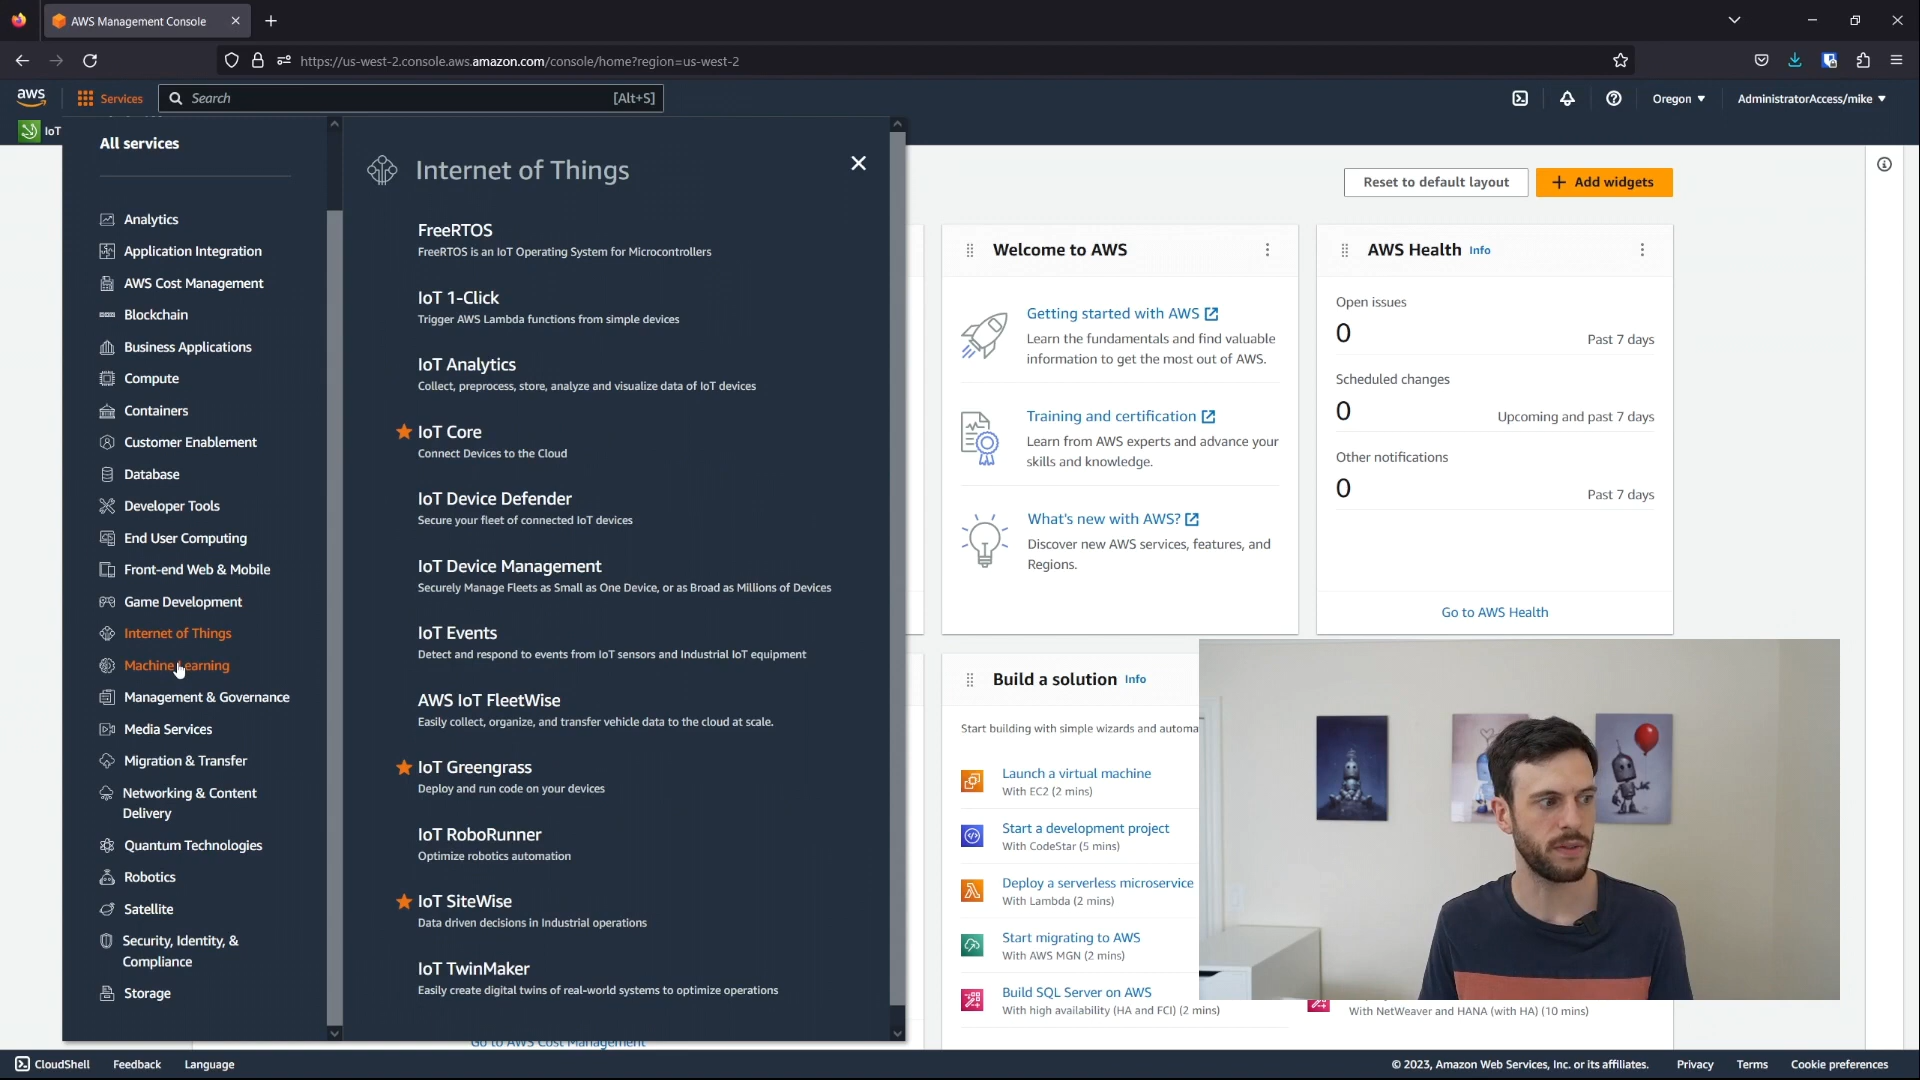 AWS Management Console
https://us-west-2.console.aws.amazon.com/console/home?region=us-west-2
aws
Services
Search
[Alt+S]
Oregon
AdministratorAccess/mike
IoT
All services
Analytics
Application Integration
AWS Cost Management
Blockchain
Business Applications
Compute
Containers
Customer Enablement
Database
Developer Tools
End User Computing
Front-end Web & Mobile
Game Development
Internet of Things
Machine Learning
Management & Governance
Media Services
Migration & Transfer
Networking & Content
Delivery
Quantum Technologies
Robotics
Satellite
Security, Identity, &
Compliance
Storage
Internet of Things
FreeRTOS
FreeRTOS is an IoT Operating System for Microcontrollers
IoT 1-Click
Trigger AWS Lambda functions from simple devices
IoT Analytics
Collect, preprocess, store, analyze and visualize data of IoT devices
IoT Core
Connect Devices to the Cloud
IoT Device Defender
Secure your fleet of connected IoT devices
IoT Device Management
Securely Manage Fleets as Small as One Device, or as Broad as Millions of Devices
IoT Events
Detect and respond to events from IoT sensors and Industrial IoT equipment
AWS IoT FleetWise
Easily collect, organize, and transfer vehicle data to the cloud at scale.
IoT Greengrass
Deploy and run code on your devices
IoT RoboRunner
Optimize robotics automation
IoT SiteWise
Data driven decisions in Industrial operations
IoT TwinMaker
Easily create digital twins of real-world systems to optimize operations
Go to AWS Cost Management
Reset to default layout
Add widgets
Welcome to AWS
Getting started with AWS
Learn the fundamentals and find valuable
information to get the most out of AWS.
Training and certification
Learn from AWS experts and advance your
skills and knowledge.
What's new with AWS?
Discover new AWS services, features, and
Regions.
AWS Health Info
Open issues
0
Past 7 days
Scheduled changes
0
Upcoming and past 7 days
Other notifications
0
Past 7 days
Go to AWS Health
Build a solution Info
Start building with simple wizards and automa
Launch a virtual machine
With EC2 (2 mins)
Start a development project
With CodeStar (5 mins)
Deploy a serverless microservice
With Lambda (2 mins)
Start migrating to AWS
With AWS MGN (2 mins)
Build SQL Server on AWS
With high availability (HA and FCI) (2 mins)
With NetWeaver and HANA (with HA) (10 mins)
CloudShell
Feedback
Language
© 2023, Amazon Web Services, Inc. or its affiliates.
Privacy
Terms
Cookie preferences